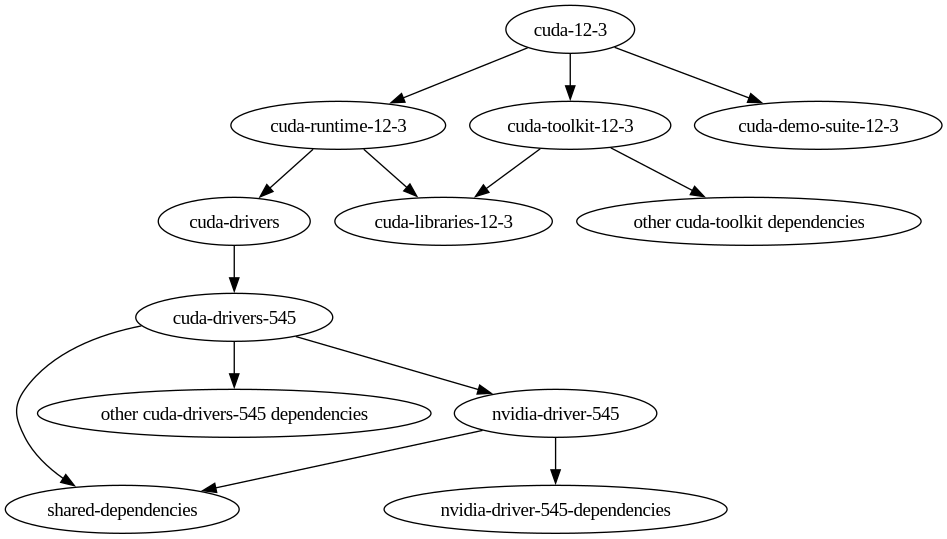 cuda-12-3
cuda-runtime-12-3
cuda-toolkit-12-3
cuda-demo-suite-12-3
cuda-drivers
cuda-libraries-12-3
other cuda-toolkit dependencies
cuda-drivers-545
other cuda-drivers-545 dependencies
nvidia-driver-545
shared-dependencies
nvidia-driver-545-dependencies